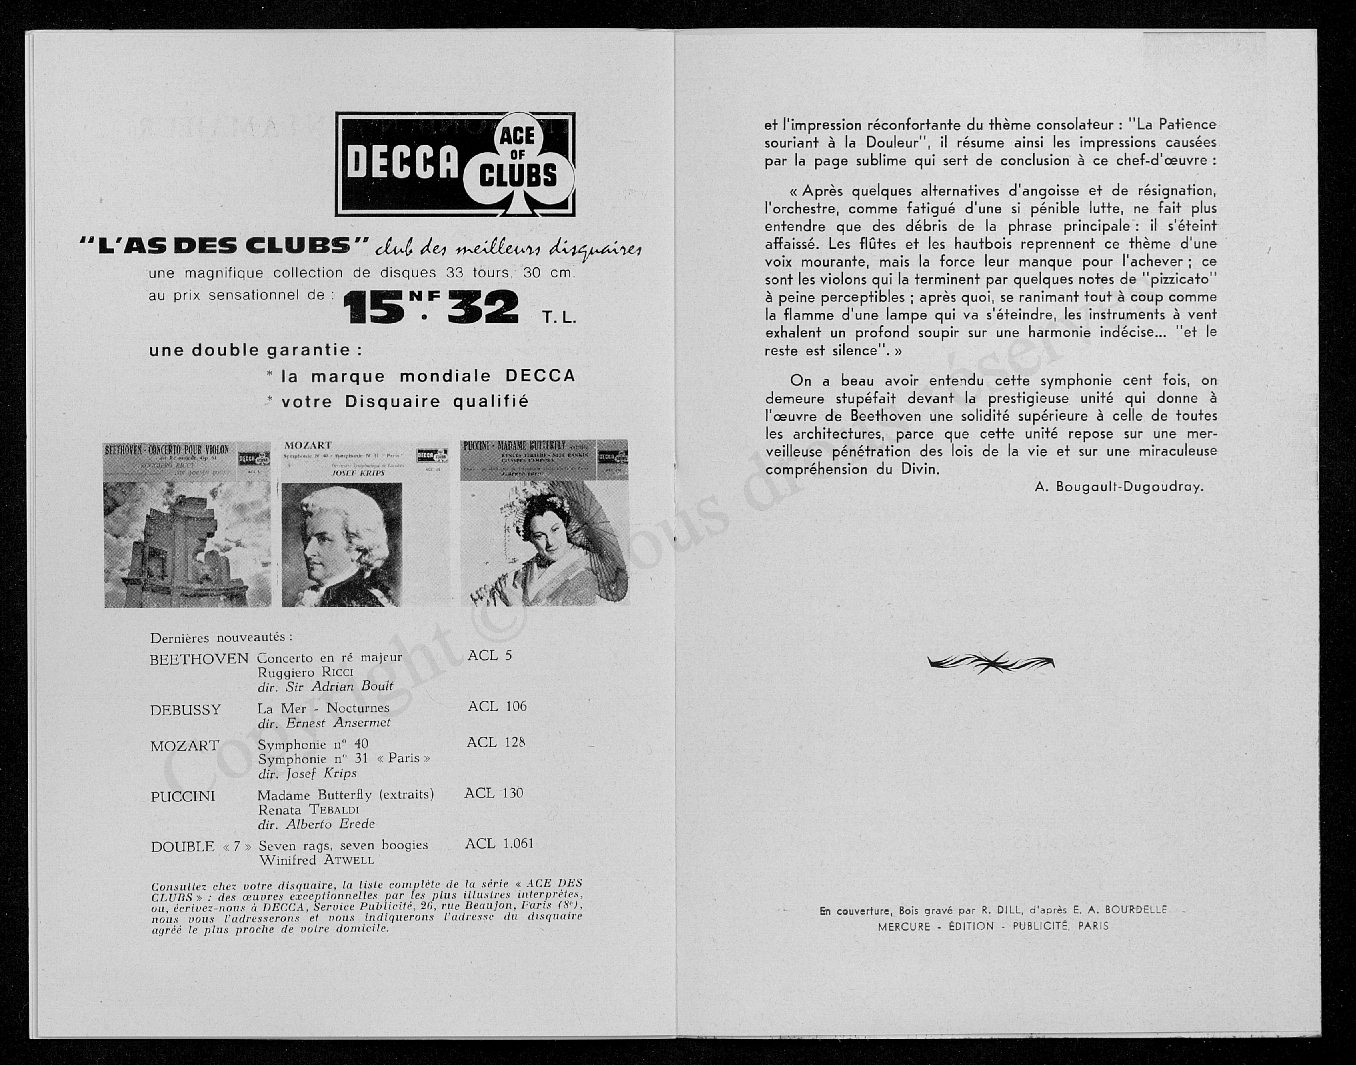 DECCA
ACE
OF
CLUBS
"L'AS DES CLUBS" club des meilleurs disquaires
une magnifique collection de disques 33 tours, 30 cm.
au prix sensationnel de : 15NF.32 T. L.
une double garantie :
* la marque mondiale DECCA
* votre Disquaire qualifié
BEETHOVEN - CONCERTO POUR VIOLON
MOZART
Symphonie N° 40 - Symphonie N° 31 "Paris"
JOSEF KRIPS
PUCCINI - MADAME BUTTERFLY
Dernières nouveautés :
BEETHOVEN Concerto en ré majeur ACL 5
Ruggiero RICCI
dir. Sir Adrian Boult
DEBUSSY La Mer - Nocturnes ACL 106
dir. Ernest Ansermet
MOZART Symphonie n° 40 ACL 128
Symphonie n° 31 « Paris »
dir. Josef Krips
PUCCINI Madame Butterfly (extraits) ACL 130
Renata TEBALDI
dir. Alberto Erede
DOUBLE « 7 » Seven rags, seven boogies ACL 1.061
Winifred ATWELL
Consultez chez votre disquaire, la liste complète de la série « ACE DES
CLUBS » : des œuvres exceptionnelles par les plus illustres interprètes,
ou, écrivez-nous à DECCA, Service Publicité, 26, rue Beaujon, Paris (8e),
nous vous l'adresserons et vous indiquerons l'adresse du disquaire
agréé le plus proche de votre domicile.
et l'impression réconfortante du thème consolateur : "La Patience
souriant à la Douleur", il résume ainsi les impressions causées
par la page sublime qui sert de conclusion à ce chef-d'œuvre :
« Après quelques alternatives d'angoisse et de résignation,
l'orchestre, comme fatigué d'une si pénible lutte, ne fait plus
entendre que des débris de la phrase principale : il s'éteint
affaissé. Les flûtes et les hautbois reprennent ce thème d'une
voix mourante, mais la force leur manque pour l'achever ; ce
sont les violons qui la terminent par quelques notes de "pizzicato"
à peine perceptibles ; après quoi, se ranimant tout à coup comme
la flamme d'une lampe qui va s'éteindre, les instruments à vent
exhalent un profond soupir sur une harmonie indécise... "et le
reste est silence". »
On a beau avoir entendu cette symphonie cent fois, on
demeure stupéfait devant la prestigieuse unité qui donne à
l'œuvre de Beethoven une solidité supérieure à celle de toutes
les architectures, parce que cette unité repose sur une mer-
veilleuse pénétration des lois de la vie et sur une miraculeuse
compréhension du Divin.
A. Bougault-Dugoudray.
En couverture, Bois gravé par R. DILL, d'après E. A. BOURDELLE
MERCURE - ÉDITION - PUBLICITÉ, PARIS
Copyright © Tous droits réservés